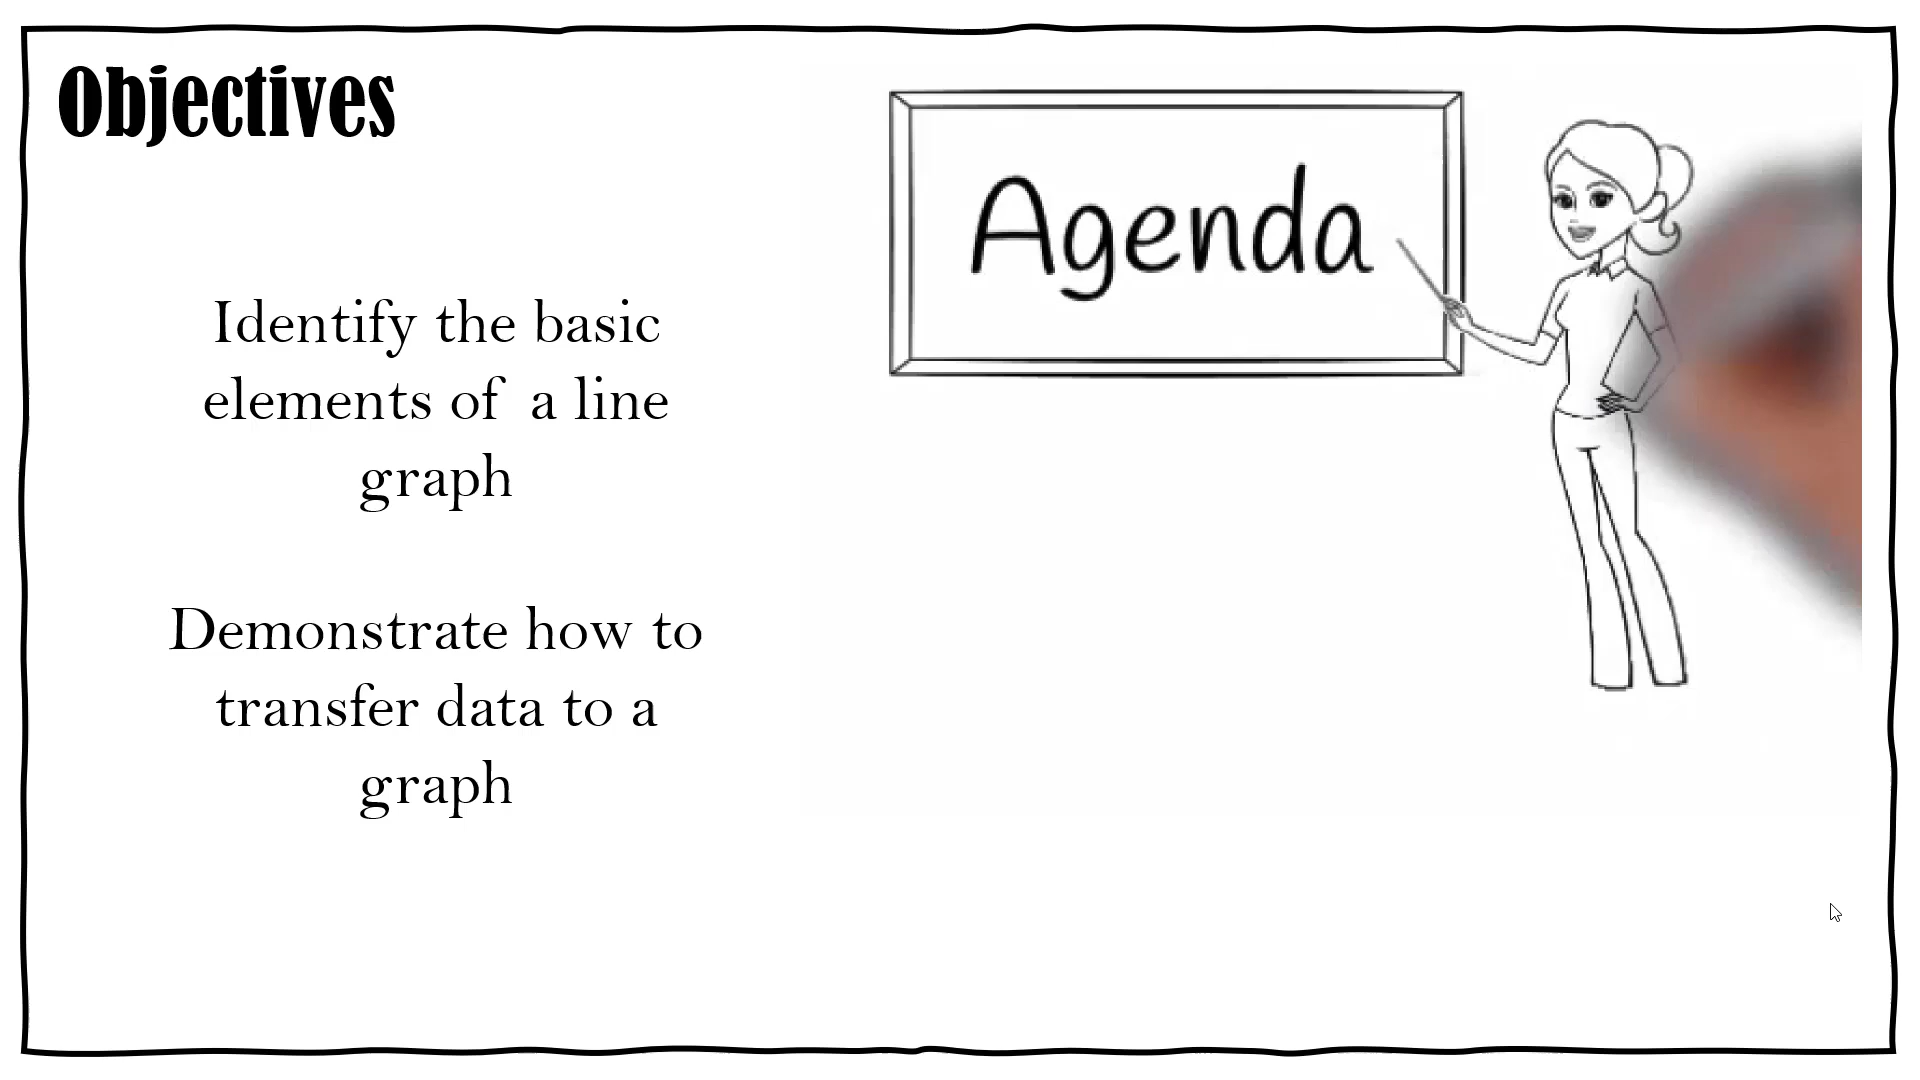 Objectives
Agenda
Identify the basic
elements of a line
graph
Demonstrate how to
transfer data to a
graph